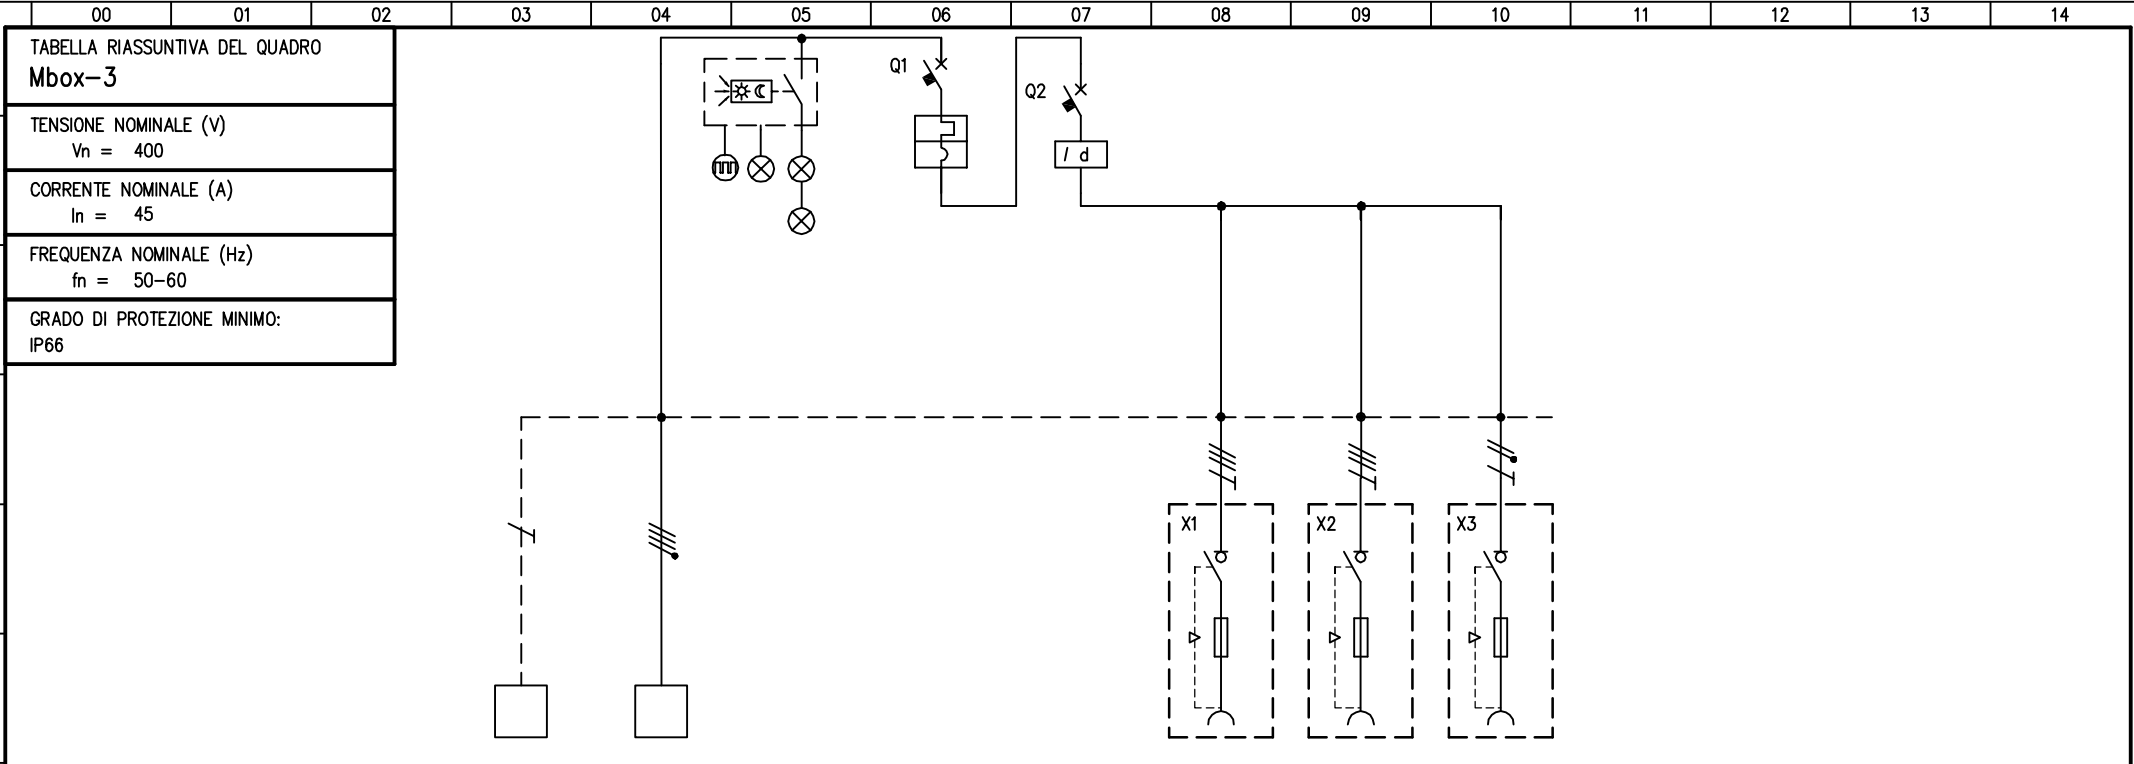 00 01 02 03 04 05 06 07 08 09 10 11 12 13 14
TABELLA RIASSUNTIVA DEL QUADRO
Mbox-3
TENSIONE NOMINALE (V)
Vn = 400
CORRENTE NOMINALE (A)
In = 45
FREQUENZA NOMINALE (Hz)
fn = 50-60
GRADO DI PROTEZIONE MINIMO:
IP66
Q1
Q2
I d
X1
X2
X3